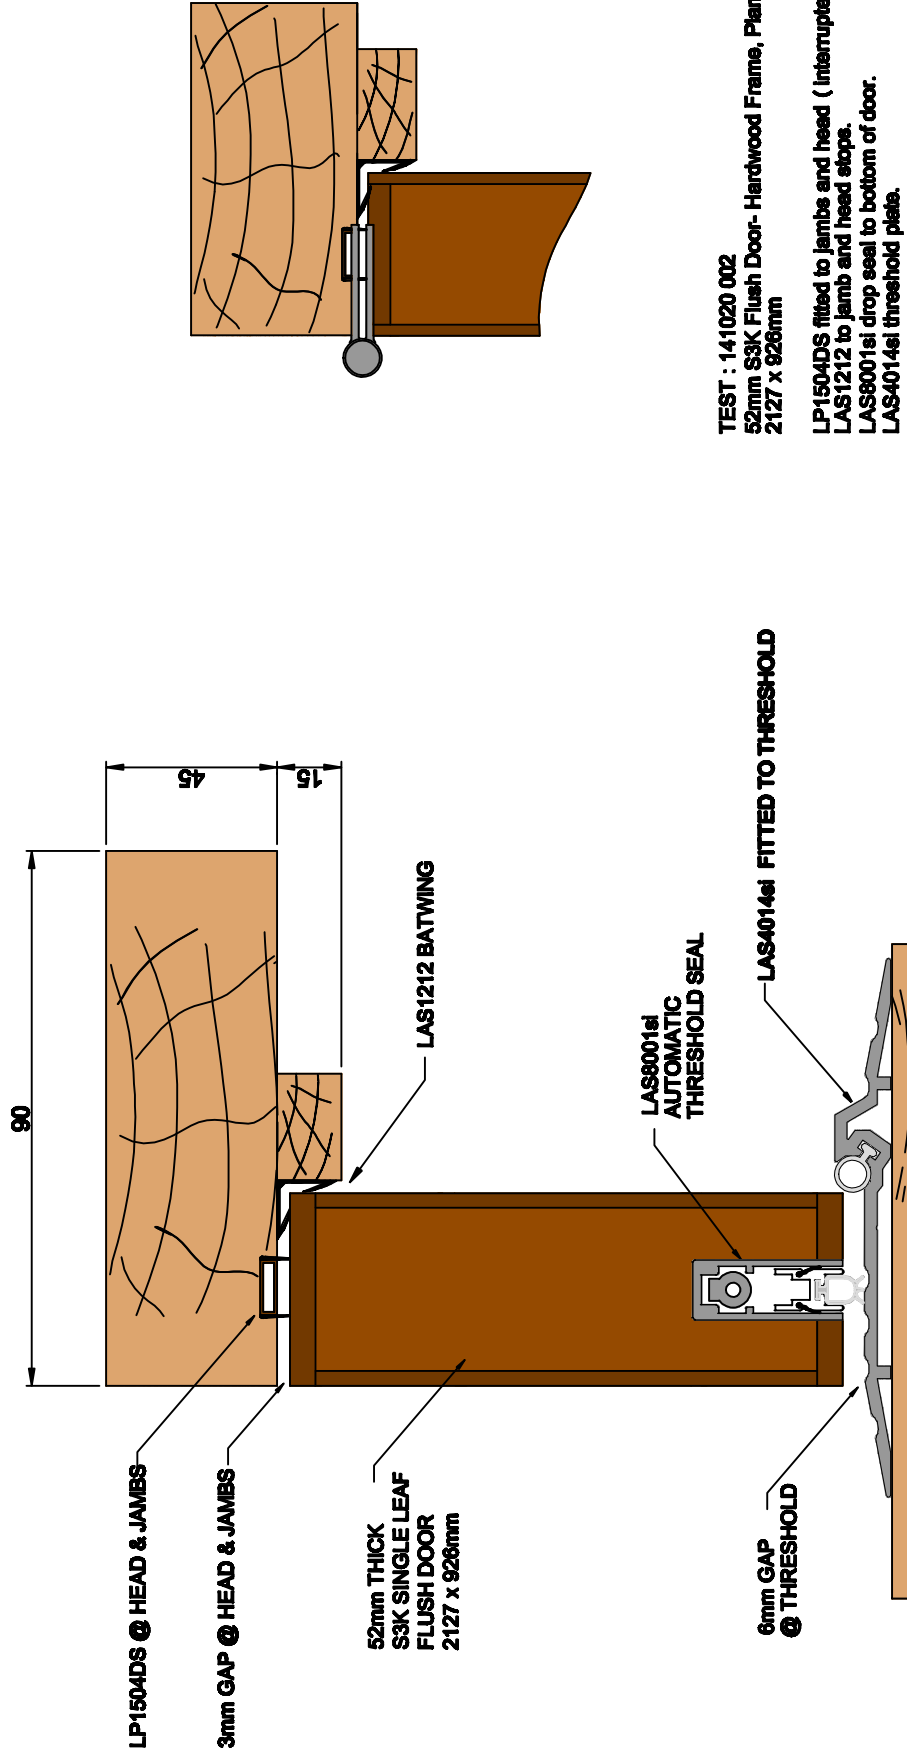 90
45
15
LP1504DS @ HEAD & JAMBS
3mm GAP @ HEAD & JAMBS
LAS1212 BATWING
52mm THICK
S3K SINGLE LEAF
FLUSH DOOR
2127 x 926mm
LAS8001si
AUTOMATIC
THRESHOLD SEAL
LAS4014si FITTED TO THRESHOLD
6mm GAP
@ THRESHOLD
TEST : 141020 002
52mm S3K Flush Door- Hardwood Frame,
2127 x 926mm
LP1504DS fitted to jambs and head (
LAS1212 to jamb and head stops.
LAS8001si drop seal to bottom of door.
LAS4014si threshold plate.